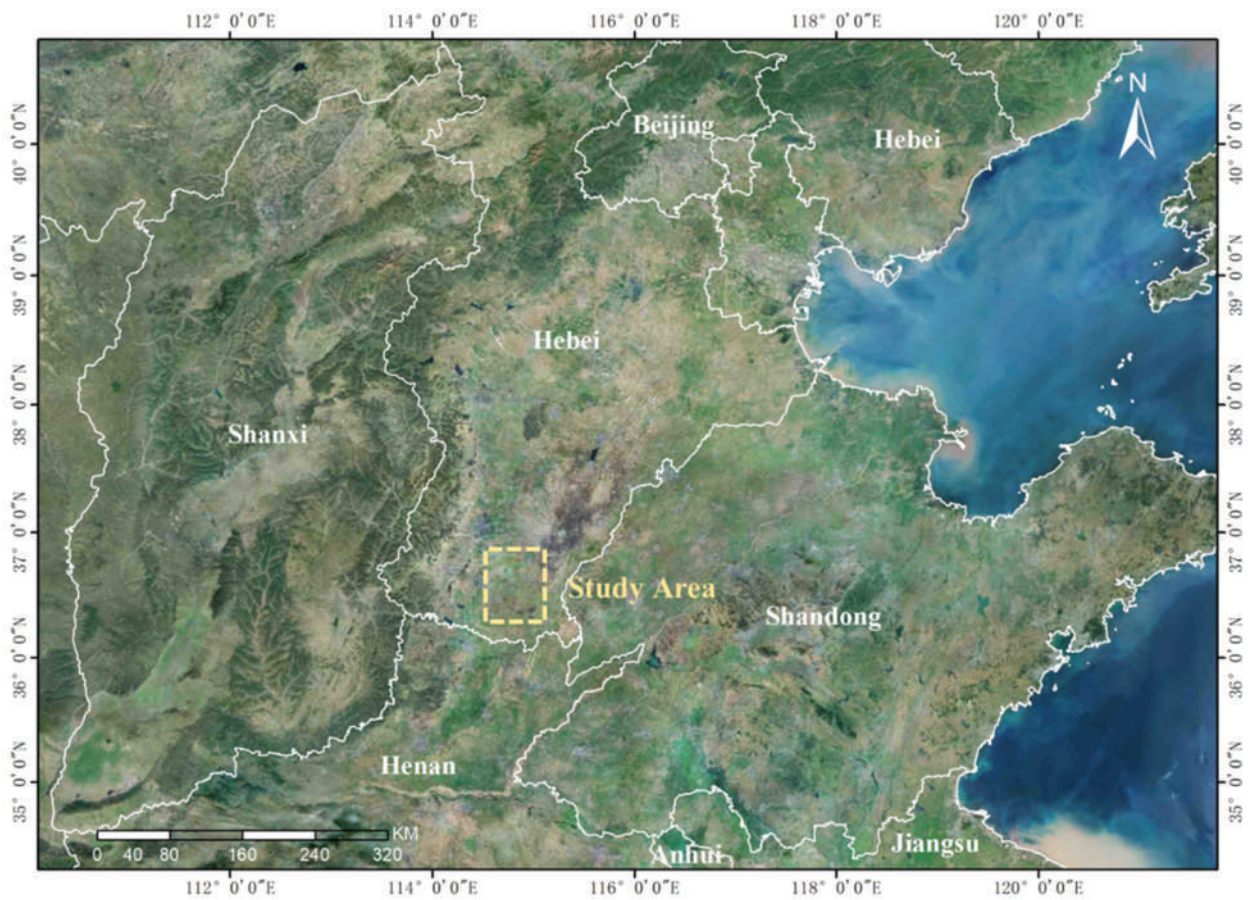 112° 0′0″E 114° 0′0″E 116° 0′0″E 118° 0′0″E 120° 0′0″E
N
Beijing
Hebei
40° 0′0″N
40° 0′0″N
39° 0′0″N
39° 0′0″N
Hebei
38° 0′0″N
38° 0′0″N
Shanxi
37° 0′0″N
37° 0′0″N
Study Area
Shandong
36° 0′0″N
36° 0′0″N
Henan
35° 0′0″N
35° 0′0″N
KM
0 40 80 160 240 320
Anhui
Jiangsu
112° 0′0″E 114° 0′0″E 116° 0′0″E 118° 0′0″E 120° 0′0″E